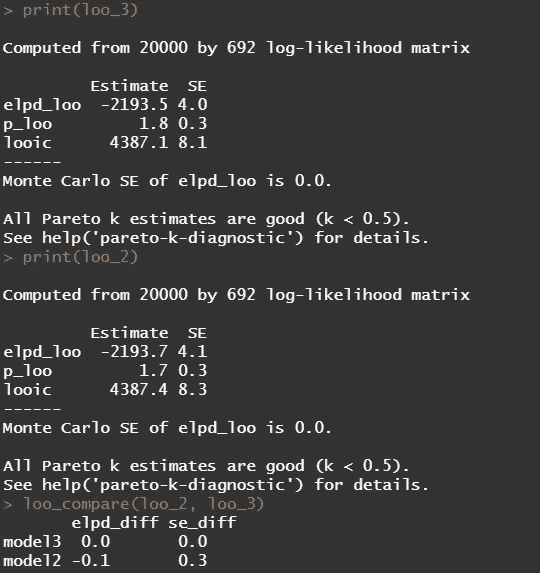 > print(loo_3)
Computed from 20000 by 692 log-likelihood matrix
Estimate SE
elpd_loo -2193.5 4.0
p_loo 1.8 0.3
looic 4387.1 8.1
------
Monte Carlo SE of elpd_loo is 0.0.
All Pareto k estimates are good (k < 0.5).
See help('pareto-k-diagnostic') for details.
> print(loo_2)
Computed from 20000 by 692 log-likelihood matrix
Estimate SE
elpd_loo -2193.7 4.1
p_loo 1.7 0.3
looic 4387.4 8.3
------
Monte Carlo SE of elpd_loo is 0.0.
All Pareto k estimates are good (k < 0.5).
See help('pareto-k-diagnostic') for details.
> loo_compare(loo_2, loo_3)
elpd_diff se_diff
model3 0.0 0.0
model2 -0.1 0.3